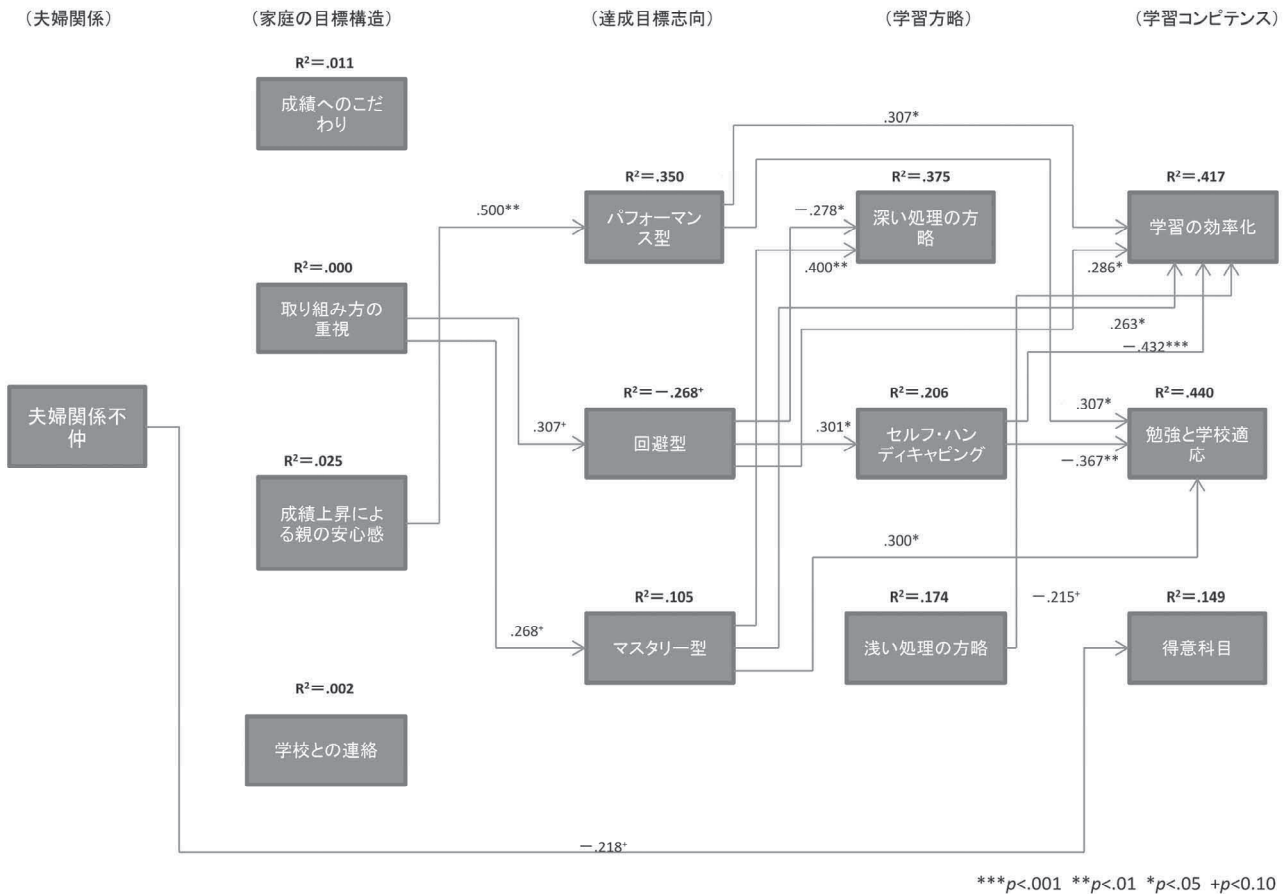 （夫婦関係）
（家庭の目標構造）
（達成目標志向）
（学習方略）
（学習コンピテンス）
R²＝.011
成績へのこだ
わり
.307*
R²＝.350
R²＝.375
R²＝.417
.500**
パフォーマン
ス型
－.278*
深い処理の方
略
学習の効率化
.400**
.286*
R²＝.000
取り組み方の
重視
.263*
－.432***
R²＝－.268⁺
R²＝.206
R²＝.440
夫婦関係不
仲
.307⁺
回避型
.301*
セルフ・ハン
ディキャピング
.307*
勉強と学校適
応
－.367**
R²＝.025
成績上昇によ
る親の安心感
.300*
R²＝.105
R²＝.174
－.215⁺
R²＝.149
.268⁺
マスタリー型
浅い処理の方略
得意科目
R²＝.002
学校との連絡
－.218⁺
***p<.001 **p<.01 *p<.05 +p<0.10